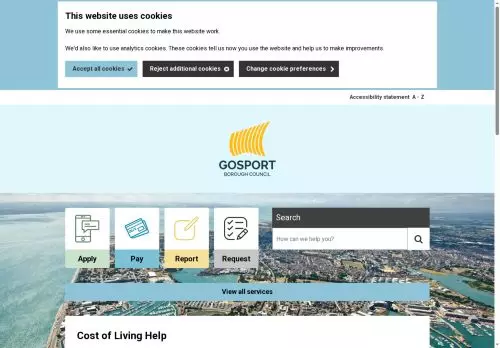 This website uses cookies
We use some essential cookies to make this website work.
We'd also like to use analytics cookies. These cookies tell us now you use the website and help us to make improvements.
Accept all cookies
Reject additional cookies
Change cookie preferences
Accessibility statement A - Z
GOSPORT
BOROUGH COUNCIL
Search
How can we help you?
Apply
Pay
Report
Request
View all services
Cost of Living Help